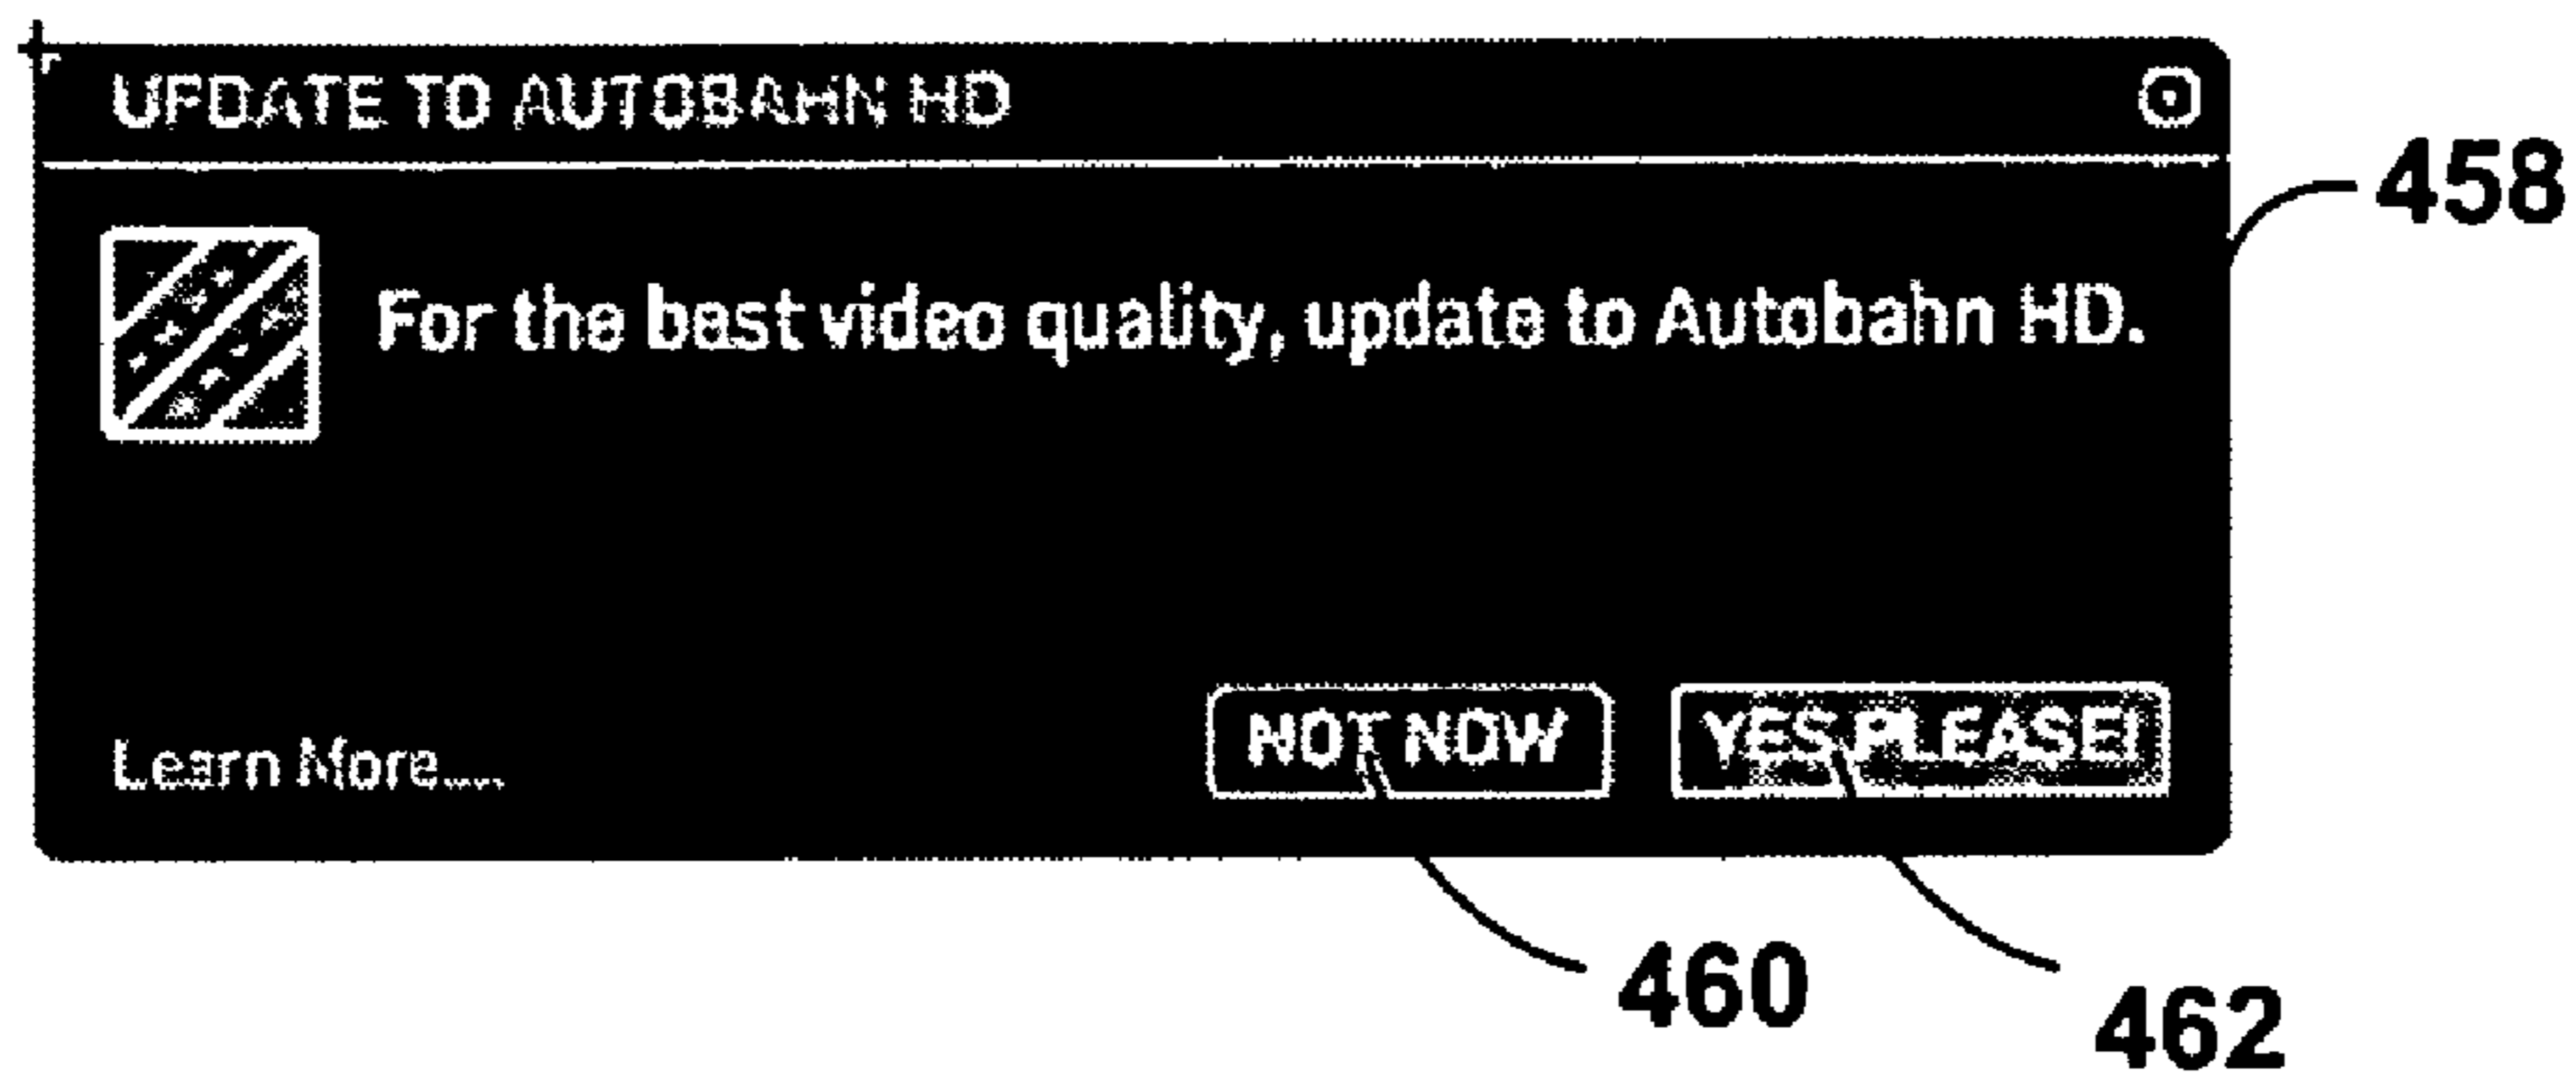 UPDATE TO AUTOBAHN HD
458
For the best video quality, update to Autobahn HD.
Learn More.....
NOT NOW
YES PLEASE!
460
462